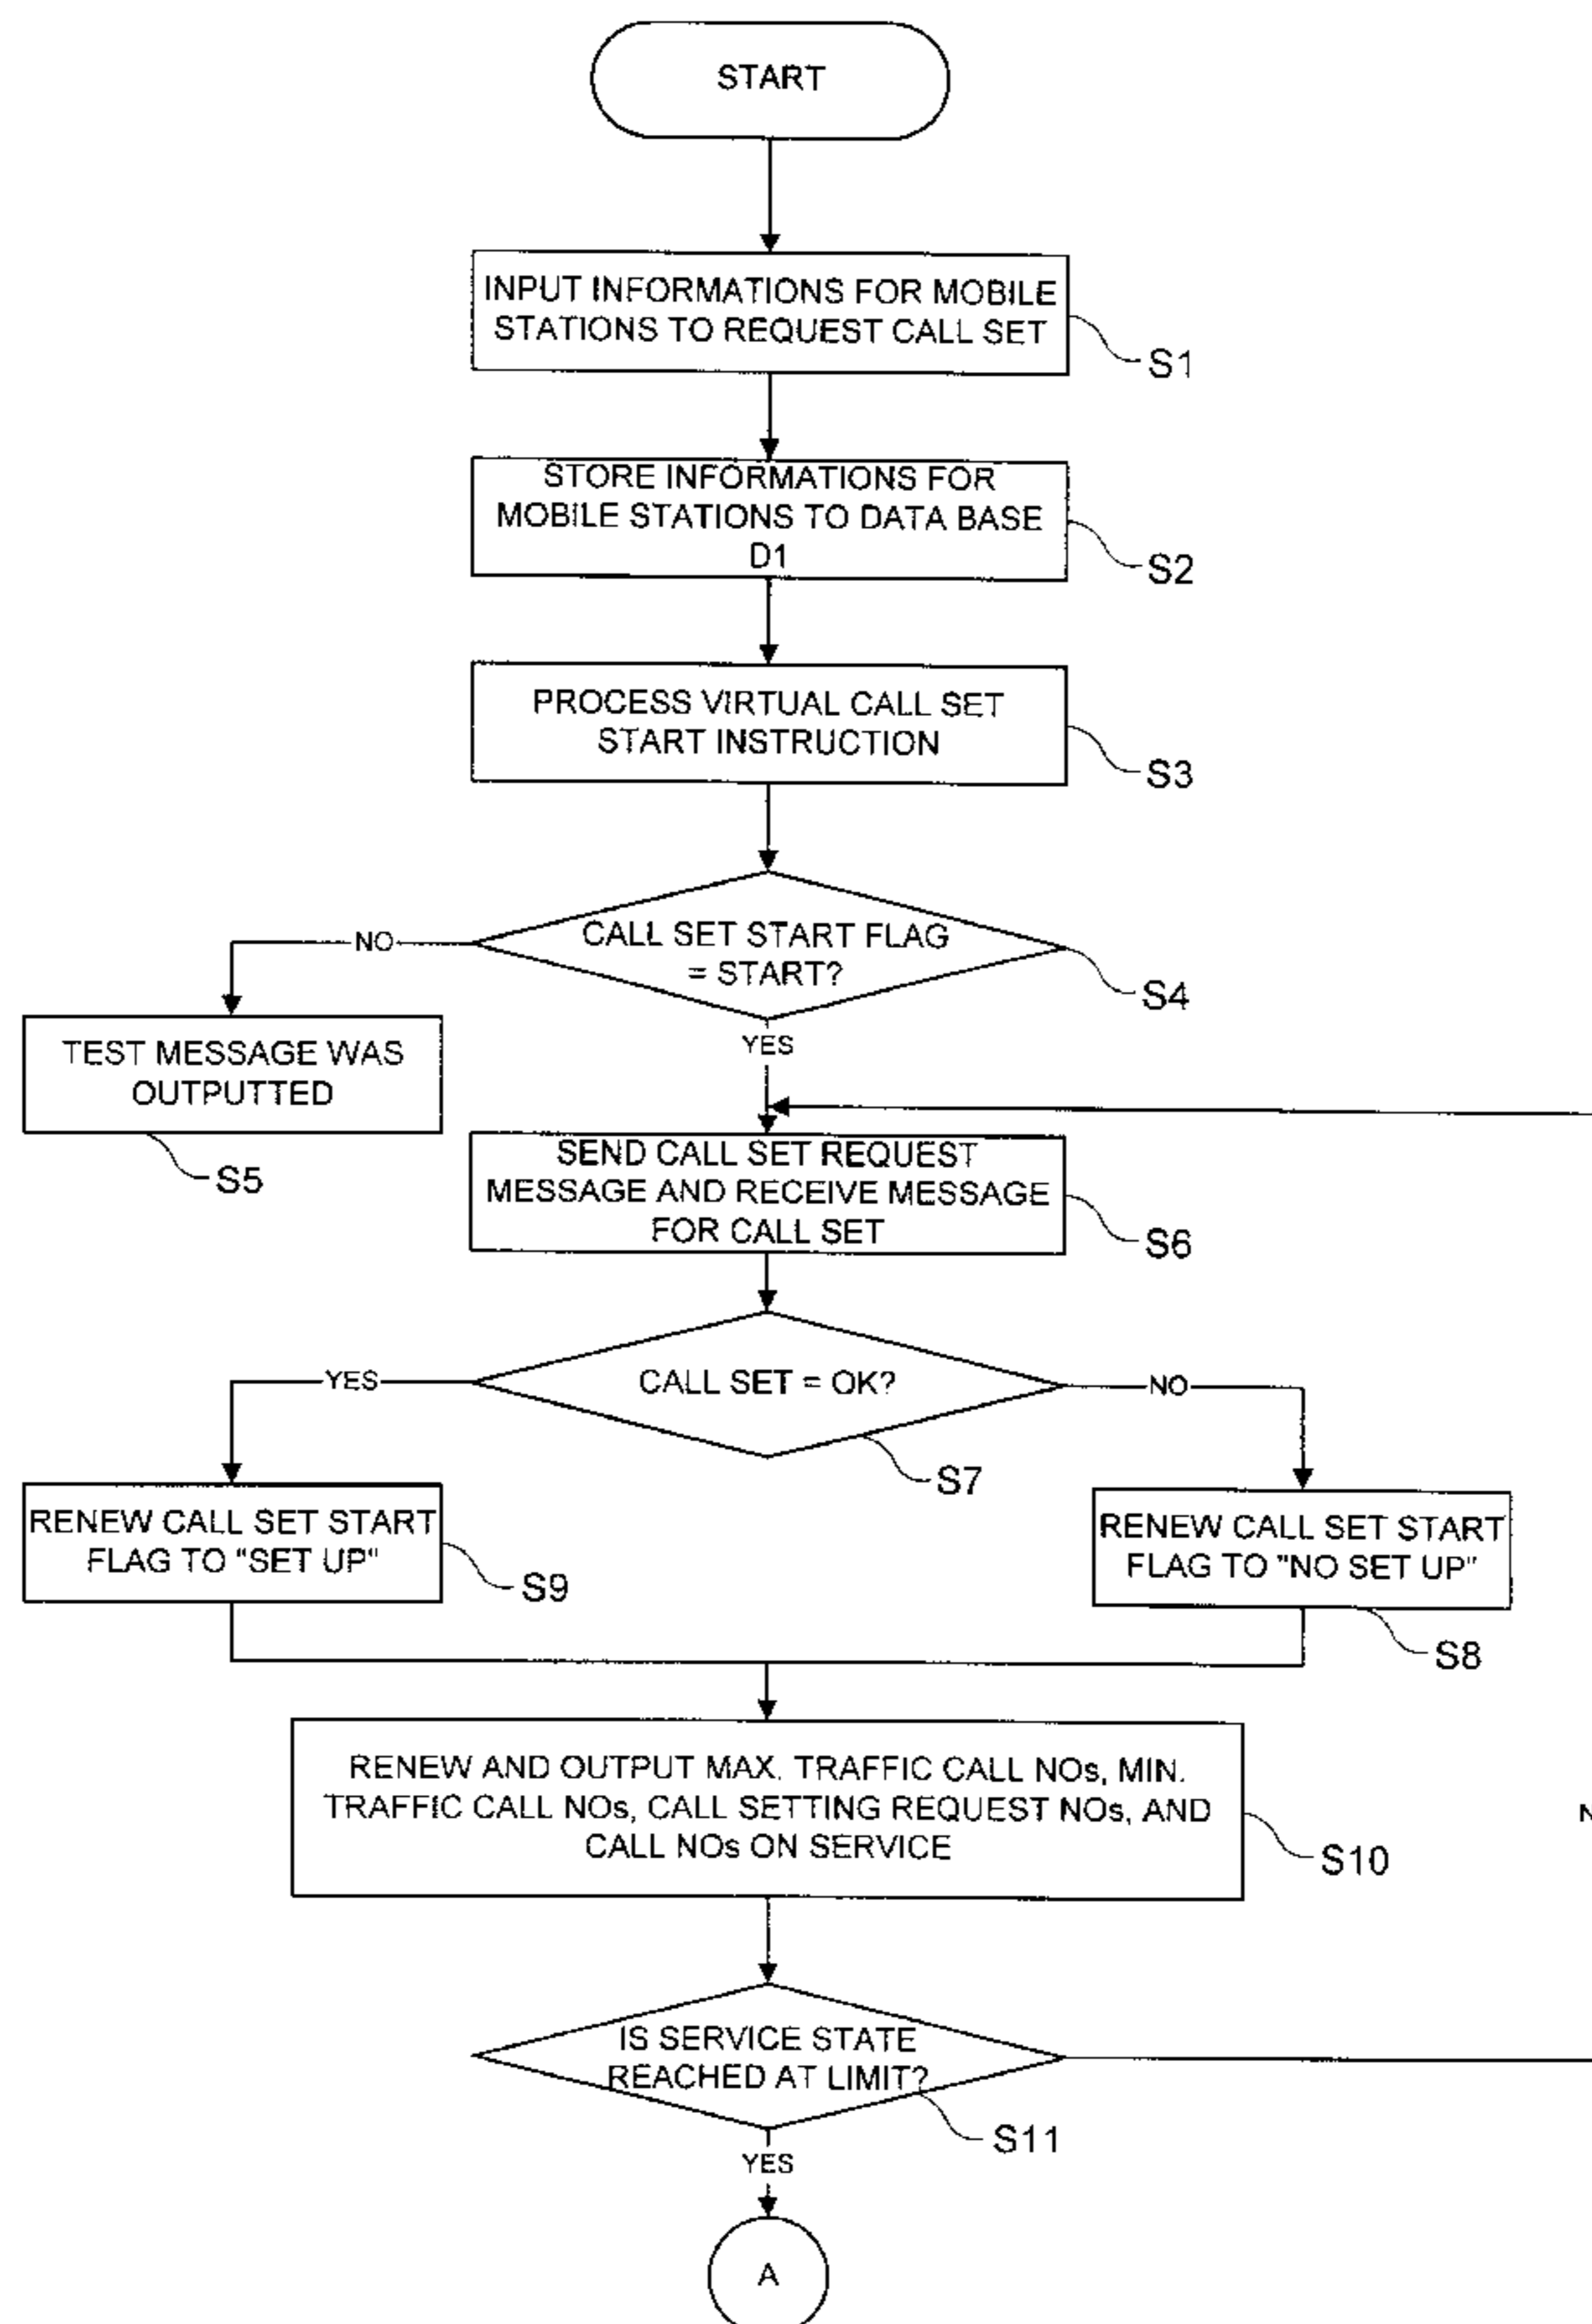 START
INPUT INFORMATIONS FOR MOBILE
STATIONS TO REQUEST CALL SET
S1
STORE INFORMATIONS FOR
MOBILE STATIONS TO DATA BASE
D1
S2
PROCESS VIRTUAL CALL SET
START INSTRUCTION
S3
CALL SET START FLAG
= START?
S4
NO
YES
TEST MESSAGE WAS
OUTPUTTED
S5
SEND CALL SET REQUEST
MESSAGE AND RECEIVE MESSAGE
FOR CALL SET
S6
CALL SET = OK?
YES
NO
S7
RENEW CALL SET START
FLAG TO "SET UP"
S9
RENEW CALL SET START
FLAG TO "NO SET UP"
S8
RENEW AND OUTPUT MAX. TRAFFIC CALL NOs, MIN.
TRAFFIC CALL NOs, CALL SETTING REQUEST NOs, AND
CALL NOs ON SERVICE
S10
IS SERVICE STATE
REACHED AT LIMIT?
S11
YES
A